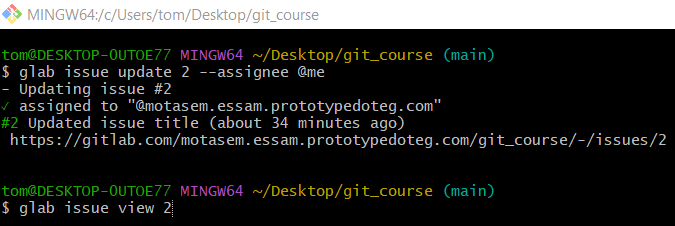 MINGW64:/c/Users/tom/Desktop/git_course
tom@DESKTOP-OUTOE77 MINGW64 ~/Desktop/git_course (main)
$ glab issue update 2 --assignee @me
- Updating issue #2
✓ assigned to "@motasem.essam.prototypedoteg.com"
#2 Updated issue title (about 34 minutes ago)
https://gitlab.com/motasem.essam.prototypedoteg.com/git_course/-/issues/2
tom@DESKTOP-OUTOE77 MINGW64 ~/Desktop/git_course (main)
$ glab issue view 2